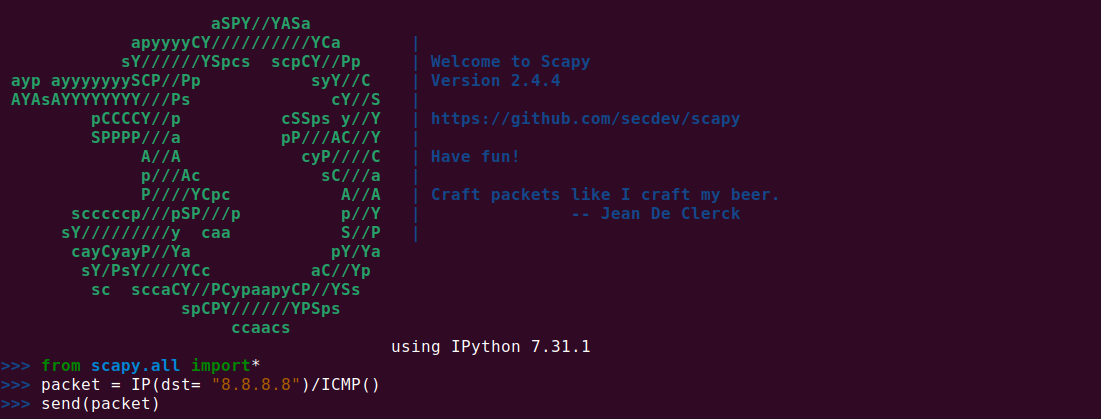 aSPY//YASa
apyyyyCY//////////YCa       |
sY//////YSpcs  scpCY//Pp     | Welcome to Scapy
ayp ayyyyyyySCP//Pp           syY//C    | Version 2.4.4
AYAsAYYYYYYYY///Ps              cY//S   |
pCCCCY//p          cSSps y//Y   | https://github.com/secdev/scapy
SPPPP///a          pP///AC//Y   |
A//A            cyP////C   | Have fun!
p///Ac            sC///a   |
P////YCpc           A//A   | Craft packets like I craft my beer.
scccccp///pSP///p          p//Y   |               -- Jean De Clerck
sY/////////y  caa           S//P   |
cayCyayP//Ya              pY/Ya
sY/PsY////YCc          aC//Yp
sc  sccaCY//PCypaapyCP//YSs
spCPY//////YPSps
ccaacs
using IPython 7.31.1
>>> from scapy.all import*
>>> packet = IP(dst= "8.8.8.8")/ICMP()
>>> send(packet)